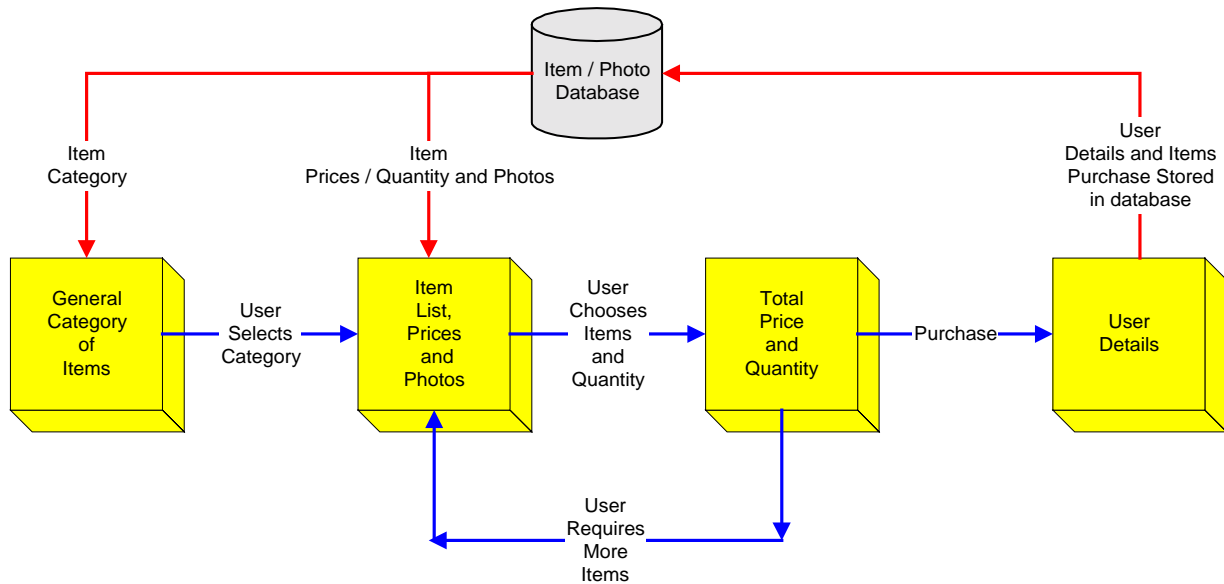 Item / Photo
Database
Item
Category
Item
Prices / Quantity and Photos
User
Details and Items
Purchase Stored
in database
General
Category
of
Items
User
Selects
Category
Item
List,
Prices
and
Photos
User
Chooses
Items
and
Quantity
Total
Price
and
Quantity
Purchase
User
Details
User
Requires
More
Items